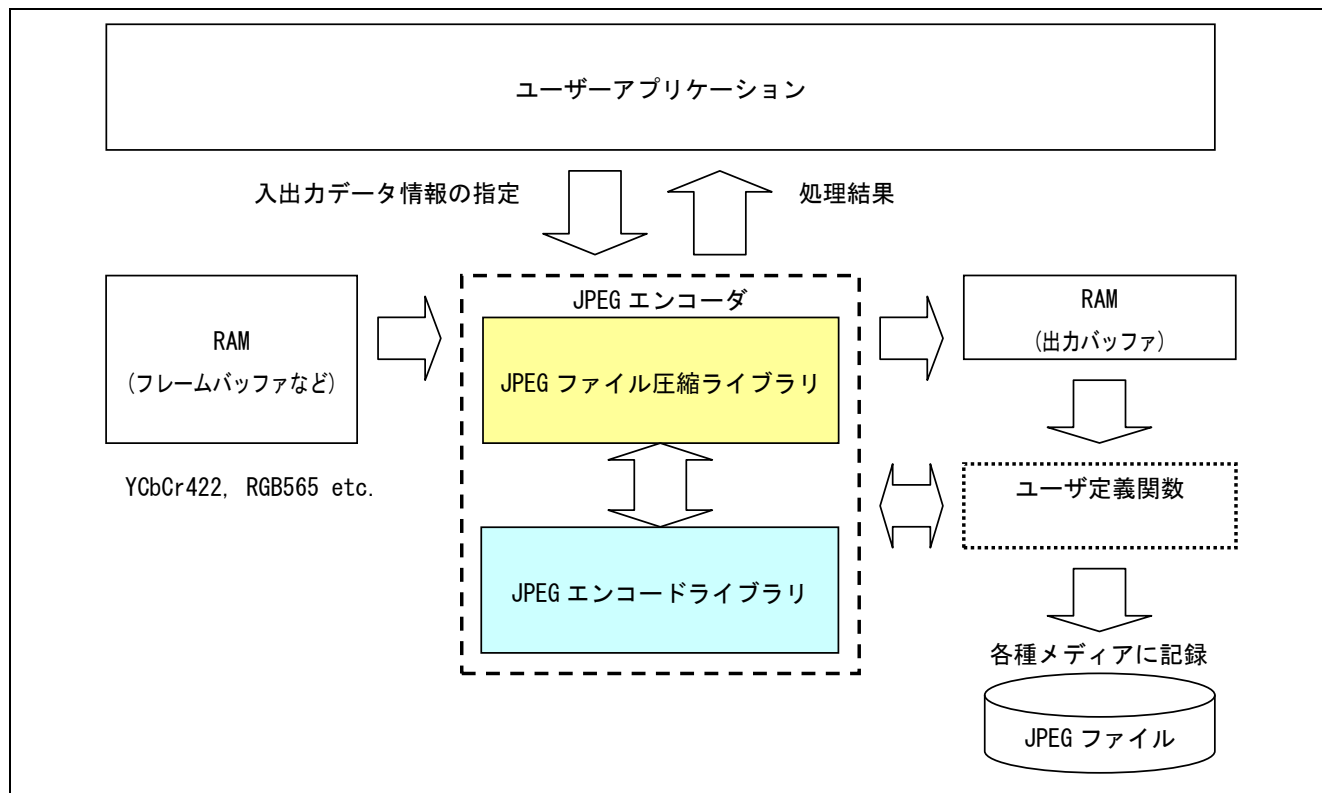 ユーザーアプリケーション
入出力データ情報の指定
処理結果
JPEG エンコーダ
RAM
(フレームバッファなど)
JPEG ファイル圧縮ライブラリ
RAM
(出力バッファ)
YCbCr422, RGB565 etc.
ユーザ定義関数
JPEG エンコードライブラリ
各種メディアに記録
JPEG ファイル